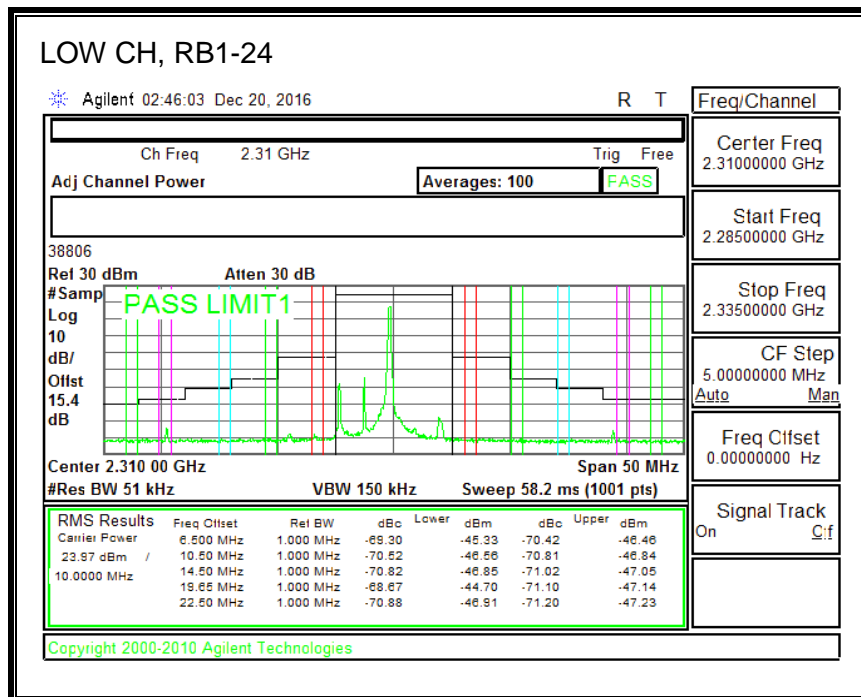 LOW CH, RB1-24
Agilent 02:46:03 Dec 20, 2016 R T
Freq/Channel
Ch Freq 2.31 GHz Trig Free
Adj Channel Power Averages: 100 PASS
Center Freq
2.31000000 GHz
Start Freq
2.28500000 GHz
38806
Ref 30 dBm Atten 30 dB
#Samp
Log
10
dB/
Offst
15.4
dB
PASS LIMIT1
Stop Freq
2.33500000 GHz
CF Step
5.00000000 MHz
Auto Man
Freq Offset
0.00000000 Hz
Center 2.310 00 GHz Span 50 MHz
#Res BW 51 kHz VBW 150 kHz Sweep 58.2 ms (1001 pts)
Signal Track
On Off
RMS Results Freq Offset Ref BW dBc Lower dBm dBc Upper dBm
Carrier Power 6.500 MHz 1.000 MHz -69.30 -45.33 -70.42 -46.46
23.97 dBm / 10.50 MHz 1.000 MHz -70.52 -46.56 -70.81 -46.84
10.0000 MHz 14.50 MHz 1.000 MHz -70.82 -46.85 -71.02 -47.05
19.65 MHz 1.000 MHz -68.67 -44.70 -71.10 -47.14
22.50 MHz 1.000 MHz -70.88 -46.91 -71.20 -47.23
Copyright 2000-2010 Agilent Technologies